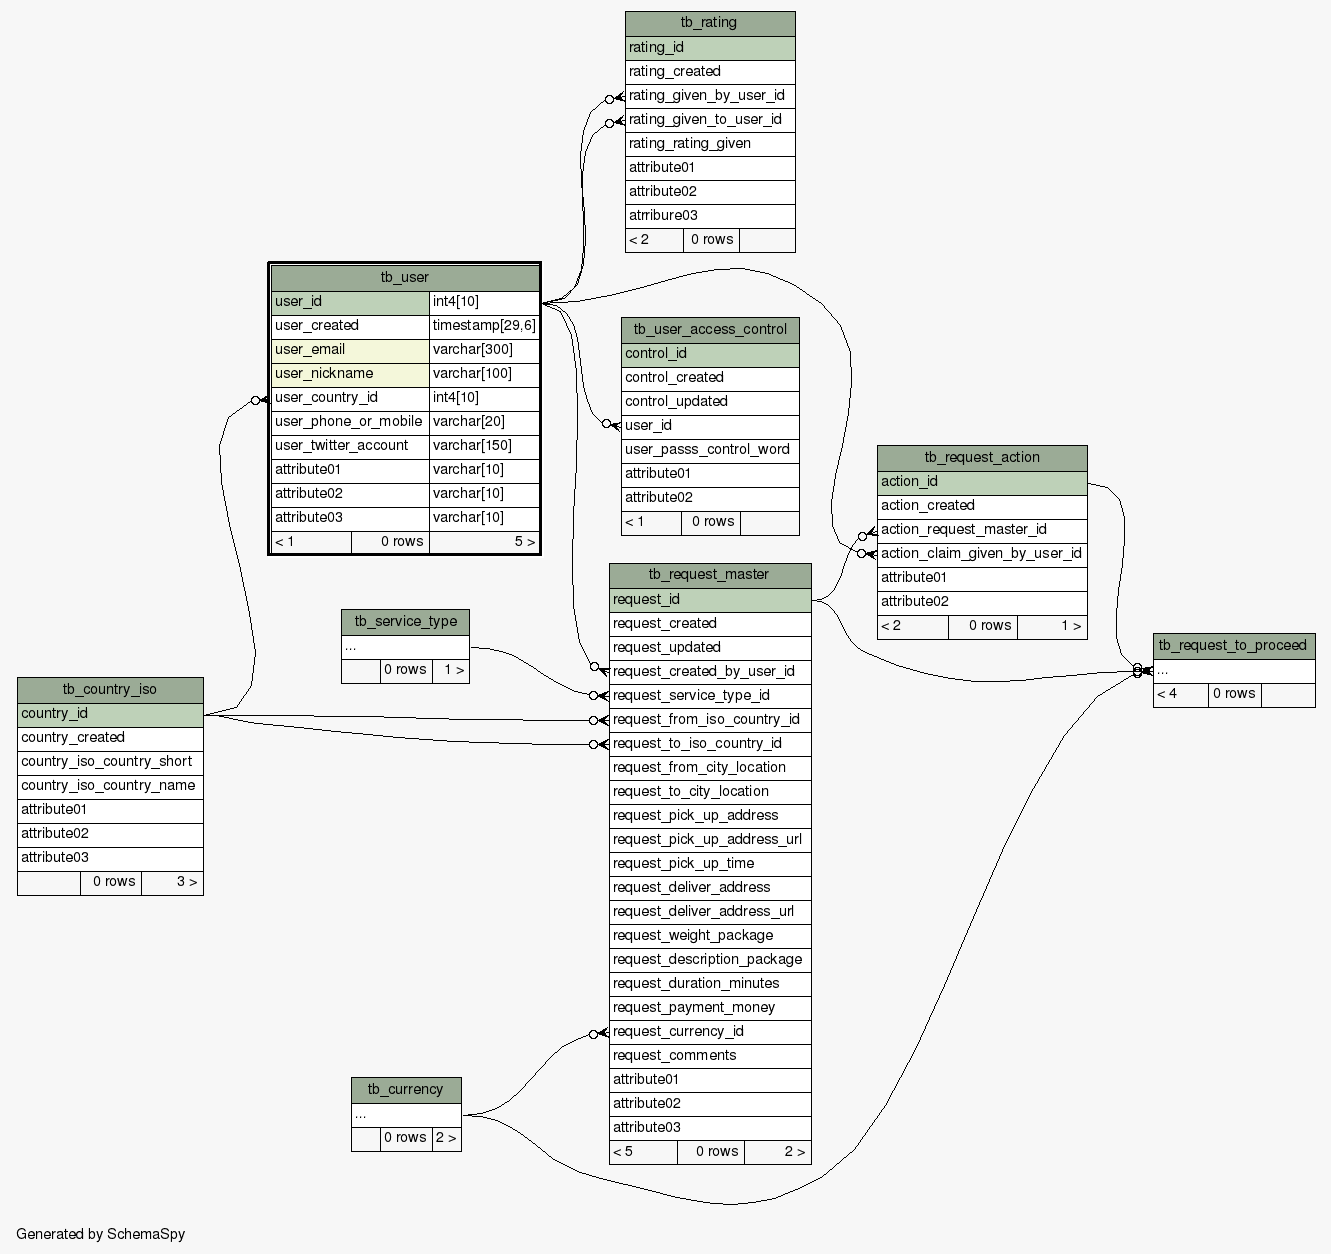 tb_rating
rating_id
rating_created
rating_given_by_user_id
rating_given_to_user_id
rating_rating_given
attribute01
attribute02
atrribure03
< 2 0 rows
tb_user
user_id int4[10]
user_created timestamp[29,6]
user_email varchar[300]
user_nickname varchar[100]
user_country_id int4[10]
user_phone_or_mobile varchar[20]
user_twitter_account varchar[150]
attribute01 varchar[10]
attribute02 varchar[10]
attribute03 varchar[10]
< 1 0 rows 5 >
tb_user_access_control
control_id
control_created
control_updated
user_id
user_passs_control_word
attribute01
attribute02
< 1 0 rows
tb_request_action
action_id
action_created
action_request_master_id
action_claim_given_by_user_id
attribute01
attribute02
< 2 0 rows 1 >
tb_request_master
request_id
request_created
request_updated
request_created_by_user_id
request_service_type_id
request_from_iso_country_id
request_to_iso_country_id
request_from_city_location
request_to_city_location
request_pick_up_address
request_pick_up_address_url
request_pick_up_time
request_deliver_address
request_deliver_address_url
request_weight_package
request_description_package
request_duration_minutes
request_payment_money
request_currency_id
request_comments
attribute01
attribute02
attribute03
< 5 0 rows 2 >
tb_service_type
...
0 rows 1 >
tb_request_to_proceed
...
< 4 0 rows
tb_country_iso
country_id
country_created
country_iso_country_short
country_iso_country_name
attribute01
attribute02
attribute03
0 rows 3 >
tb_currency
...
0 rows 2 >
Generated by SchemaSpy